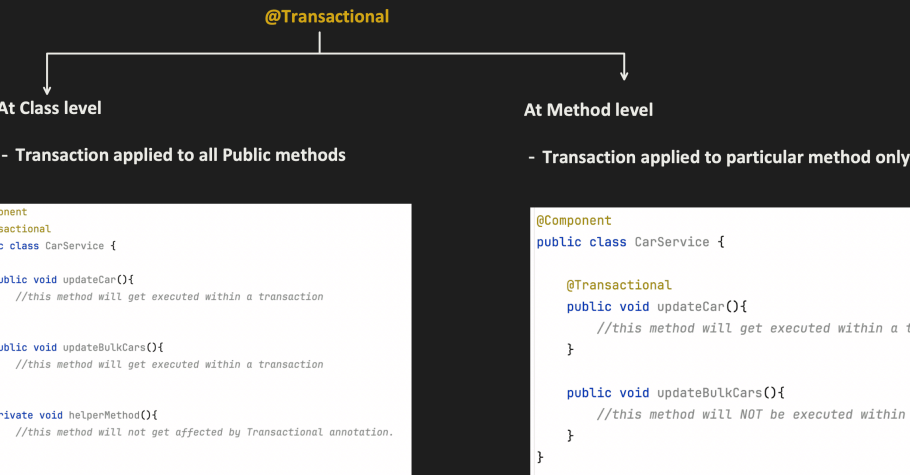 @Transactional
At Class level
- Transaction applied to all Public methods
onent
nsactional
c class CarService {
ublic void updateCar(){
//this method will get executed within a transaction
ublic void updateBulkCars(){
//this method will get executed within a transaction
rivate void helperMethod(){
//this method will not get affected by Transactional annotation.
At Method level
- Transaction applied to particular method only
@Component
public class CarService {
@Transactional
public void updateCar(){
//this method will get executed within a t
}
public void updateBulkCars(){
//this method will NOT be executed within
}
}